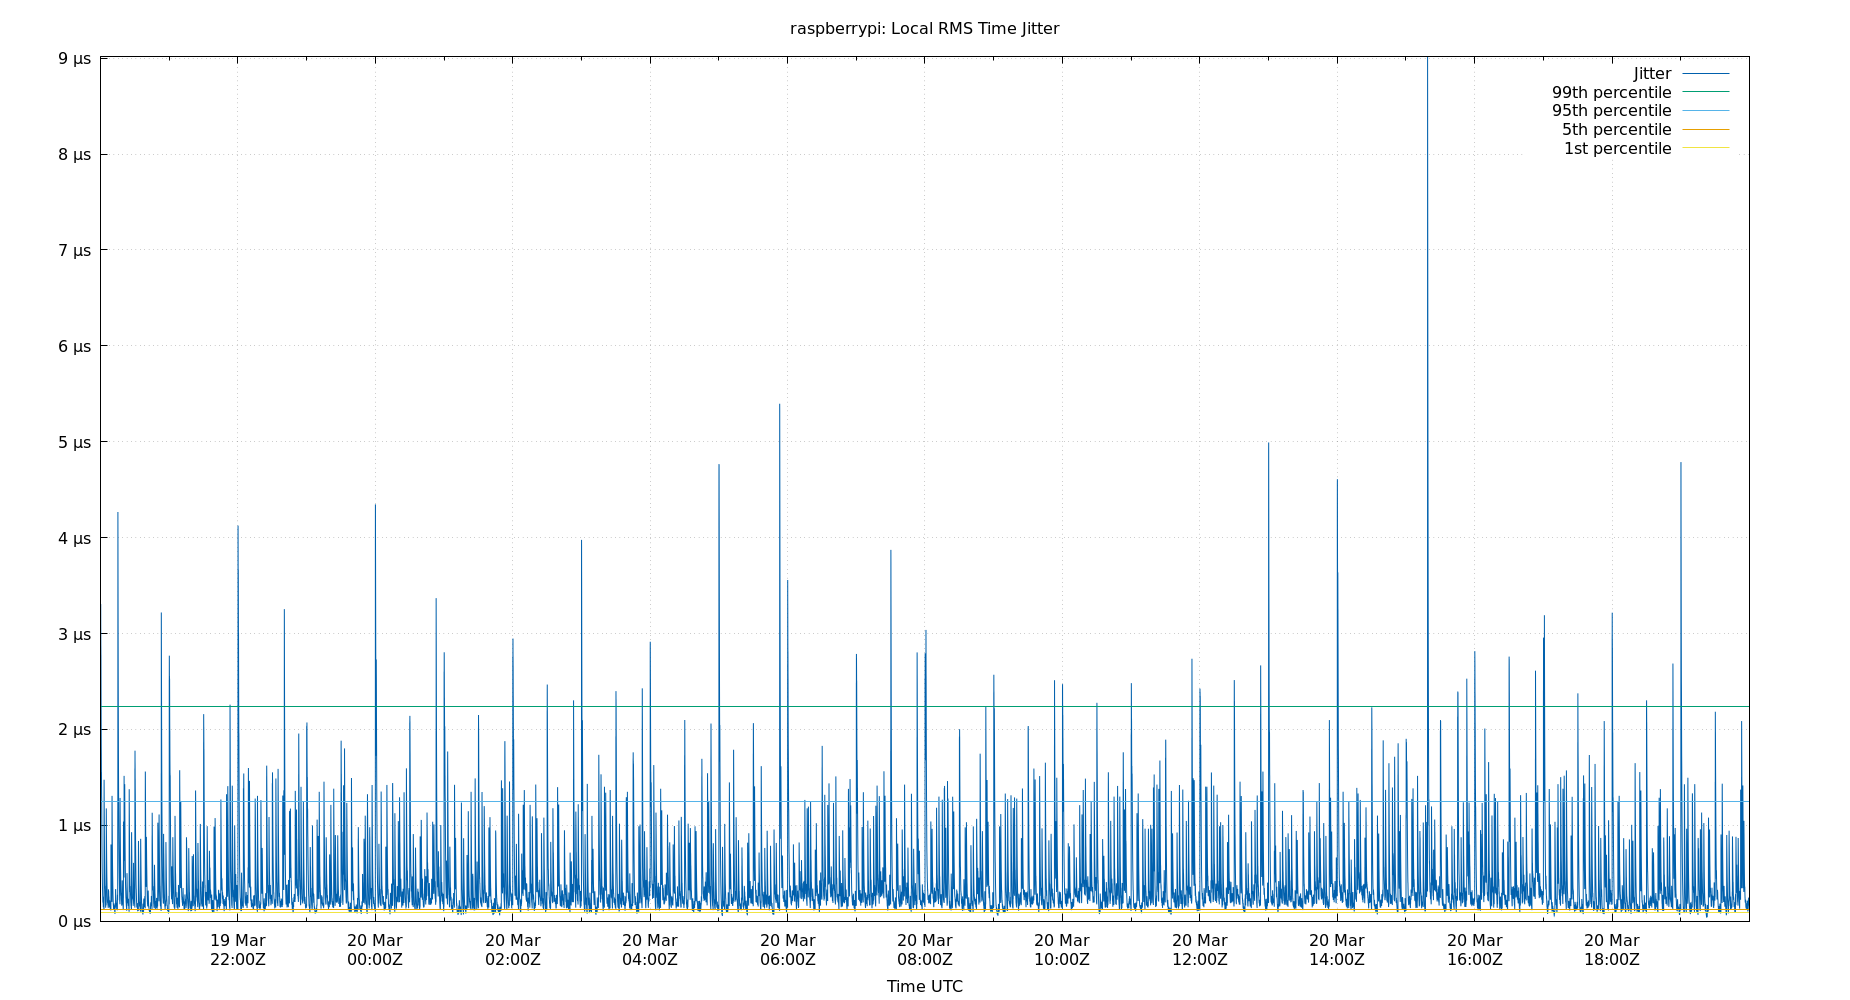 raspberrypi: Local RMS Time Jitter
9 µs
8 µs
7 µs
6 µs
5 µs
4 µs
3 µs
2 µs
1 µs
0 µs
Jitter
99th percentile
95th percentile
5th percentile
1st percentile
19 Mar
22:00Z
20 Mar
00:00Z
20 Mar
02:00Z
20 Mar
04:00Z
20 Mar
06:00Z
20 Mar
08:00Z
20 Mar
10:00Z
20 Mar
12:00Z
20 Mar
14:00Z
20 Mar
16:00Z
20 Mar
18:00Z
Time UTC